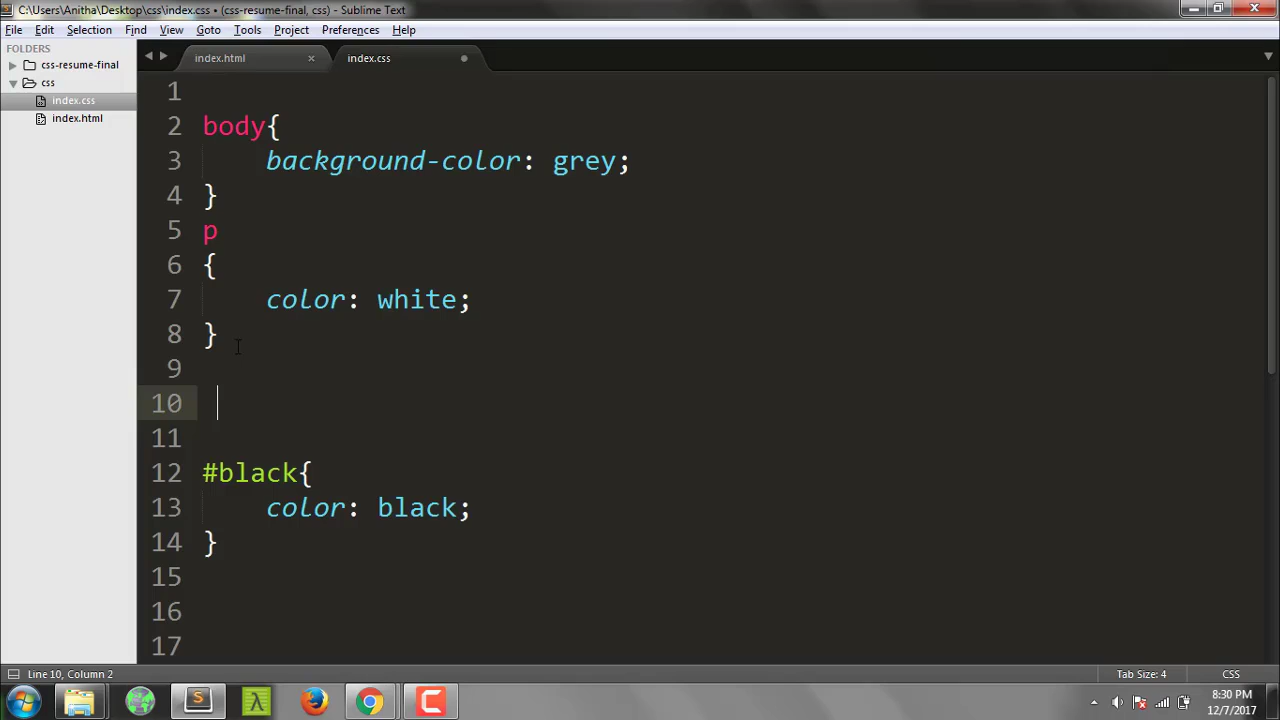 C:\Users\Anitha\Desktop\css\index.css • (css-resume-final, css) - Sublime Text
File Edit Selection Find View Goto Tools Project Preferences Help
FOLDERS
css-resume-final
css
index.css
index.html
index.html × index.css
1
2 body{
3 background-color: grey;
4 }
5 p
6 {
7 color: white;
8 }
9
10
11
12 #black{
13 color: black;
14 }
15
16
17
Line 10, Column 2 Tab Size: 4 CSS
8:30 PM
12/7/2017